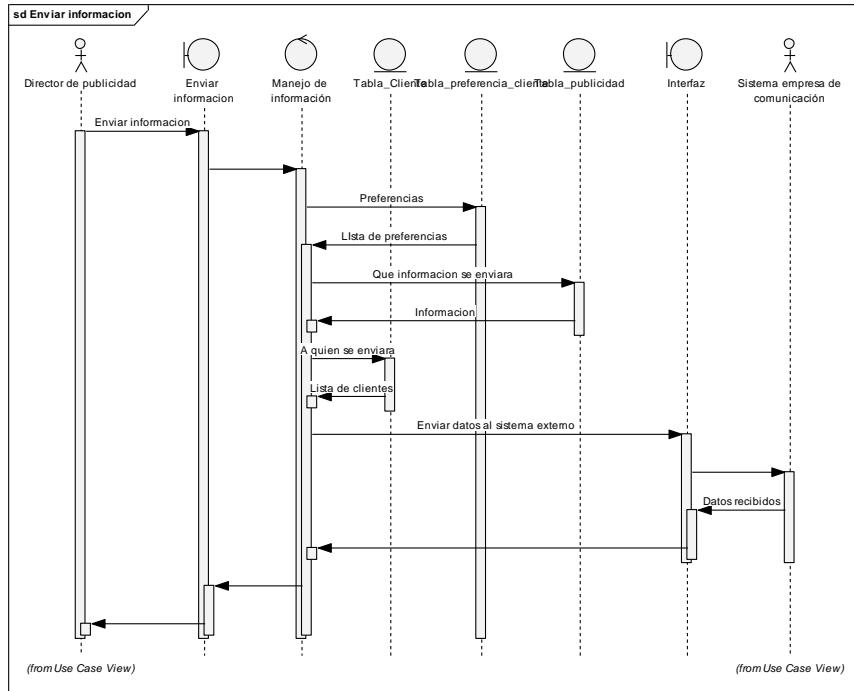 sd Enviar informacion
Director de publicidad
Enviar
informacion
Manejo de
información
Tabla_Cliente
Tabla_preferencia_cliente
Tabla_publicidad
Interfaz
Sistema empresa de
comunicación
Enviar informacion
Preferencias
LIsta de preferencias
Que informacion se enviara
Informacion
A quien se enviara
Lista de clientes
Enviar datos al sistema externo
Datos recibidos
(from Use Case View)
(from Use Case View)